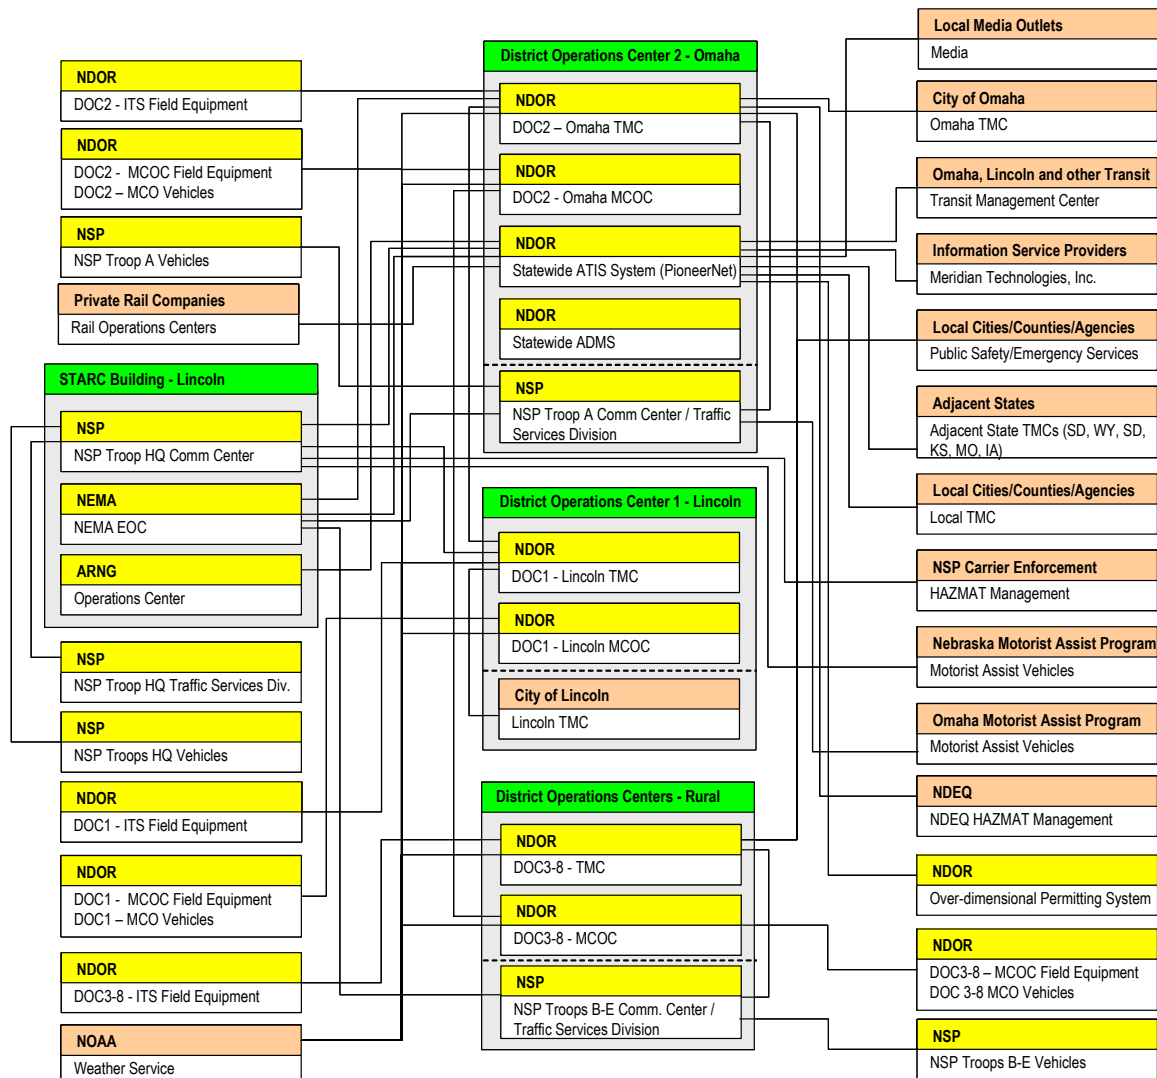 NDOR
DOC2 - ITS Field Equipment
NDOR
DOC2 -  MCOC Field Equipment
DOC2 – MCO Vehicles
NSP
NSP Troop A Vehicles
Private Rail Companies
Rail Operations Centers
STARC Building - Lincoln
NSP
NSP Troop HQ Comm Center
NEMA
NEMA EOC
ARNG
Operations Center
NSP
NSP Troop HQ Traffic Services Div.
NSP
NSP Troops HQ Vehicles
NDOR
DOC1 - ITS Field Equipment
NDOR
DOC1 -  MCOC Field Equipment
DOC1 – MCO Vehicles
NDOR
DOC3-8 - ITS Field Equipment
NOAA
Weather Service
District Operations Center 2 - Omaha
NDOR
DOC2 – Omaha TMC
NDOR
DOC2 - Omaha MCOC
NDOR
Statewide ATIS System (PioneerNet)
NDOR
Statewide ADMS
NSP
NSP Troop A Comm Center / Traffic
Services Division
District Operations Center 1 - Lincoln
NDOR
DOC1 - Lincoln TMC
NDOR
DOC1 - Lincoln MCOC
City of Lincoln
Lincoln TMC
District Operations Centers - Rural
NDOR
DOC3-8 - TMC
NDOR
DOC3-8 - MCOC
NSP
NSP Troops B-E Comm. Center /
Traffic Services Division
Local Media Outlets
Media
City of Omaha
Omaha TMC
Omaha, Lincoln and other Transit
Transit Management Center
Information Service Providers
Meridian Technologies, Inc.
Local Cities/Counties/Agencies
Public Safety/Emergency Services
Adjacent States
Adjacent State TMCs (SD, WY, SD,
KS, MO, IA)
Local Cities/Counties/Agencies
Local TMC
NSP Carrier Enforcement
HAZMAT Management
Nebraska Motorist Assist Program
Motorist Assist Vehicles
Omaha Motorist Assist Program
Motorist Assist Vehicles
NDEQ
NDEQ HAZMAT Management
NDOR
Over-dimensional Permitting System
NDOR
DOC3-8 – MCOC Field Equipment
DOC 3-8 MCO Vehicles
NSP
NSP Troops B-E Vehicles